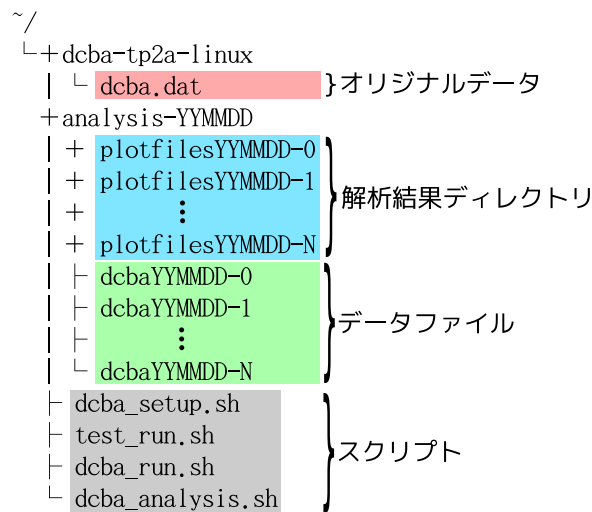 ~/
└+dcba-tp2a-linux
| └ dcba.dat }オリジナルデータ
+analysis-YYMMDD
| + plotfilesYYMMDD-0
| + plotfilesYYMMDD-1
| + ⋮
| + plotfilesYYMMDD-N
解析結果ディレクトリ
| ├ dcbaYYMMDD-0
| ├ dcbaYYMMDD-1
| ├ ⋮
| └ dcbaYYMMDD-N
データファイル
├ dcba_setup.sh
├ test_run.sh
├ dcba_run.sh
└ dcba_analysis.sh
スクリプト